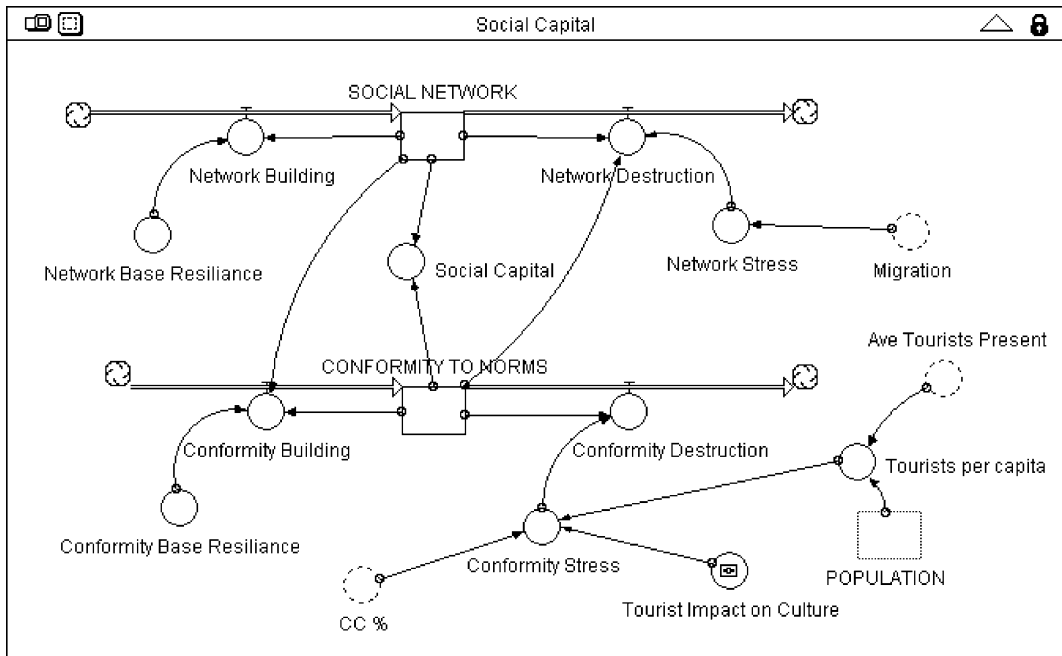 Social Capital
SOCIAL NETWORK
Network Building
Network Destruction
Network Base Resiliance
Social Capital
Network Stress
Migration
Ave Tourists Present
CONFORMITY TO NORMS
Conformity Building
Conformity Destruction
Tourists per capita
Conformity Base Resiliance
Conformity Stress
POPULATION
Tourist Impact on Culture
CC %